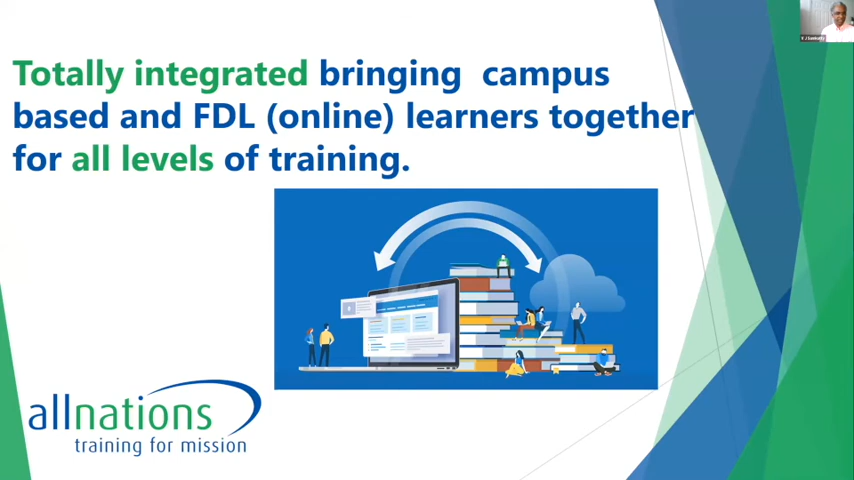 Totally integrated bringing campus
based and FDL (online) learners together
for all levels of training.
allnations
training for mission